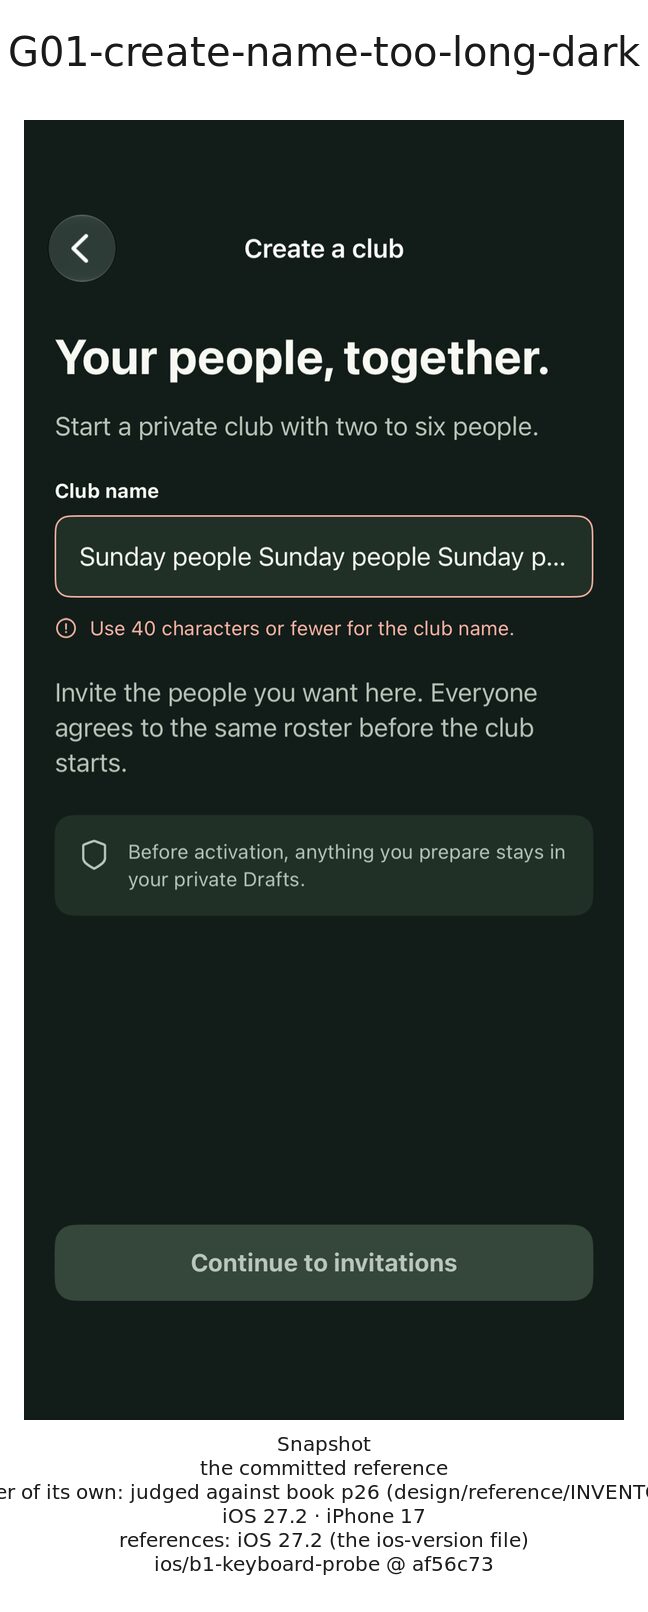 G01-create-name-too-long-dark
Create a club
Your people, together.
Start a private club with two to six people.
Club name
Sunday people Sunday people Sunday p...
Use 40 characters or fewer for the club name.
Invite the people you want here. Everyone
agrees to the same roster before the club
starts.
Before activation, anything you prepare stays in
your private Drafts.
Continue to invitations
Snapshot
the committed reference
of its own: judged against book p26 (design/reference/
iOS 27.2 · iPhone 17
references: iOS 27.2 (the ios-version file)
ios/b1-keyboard-probe @ af56c73